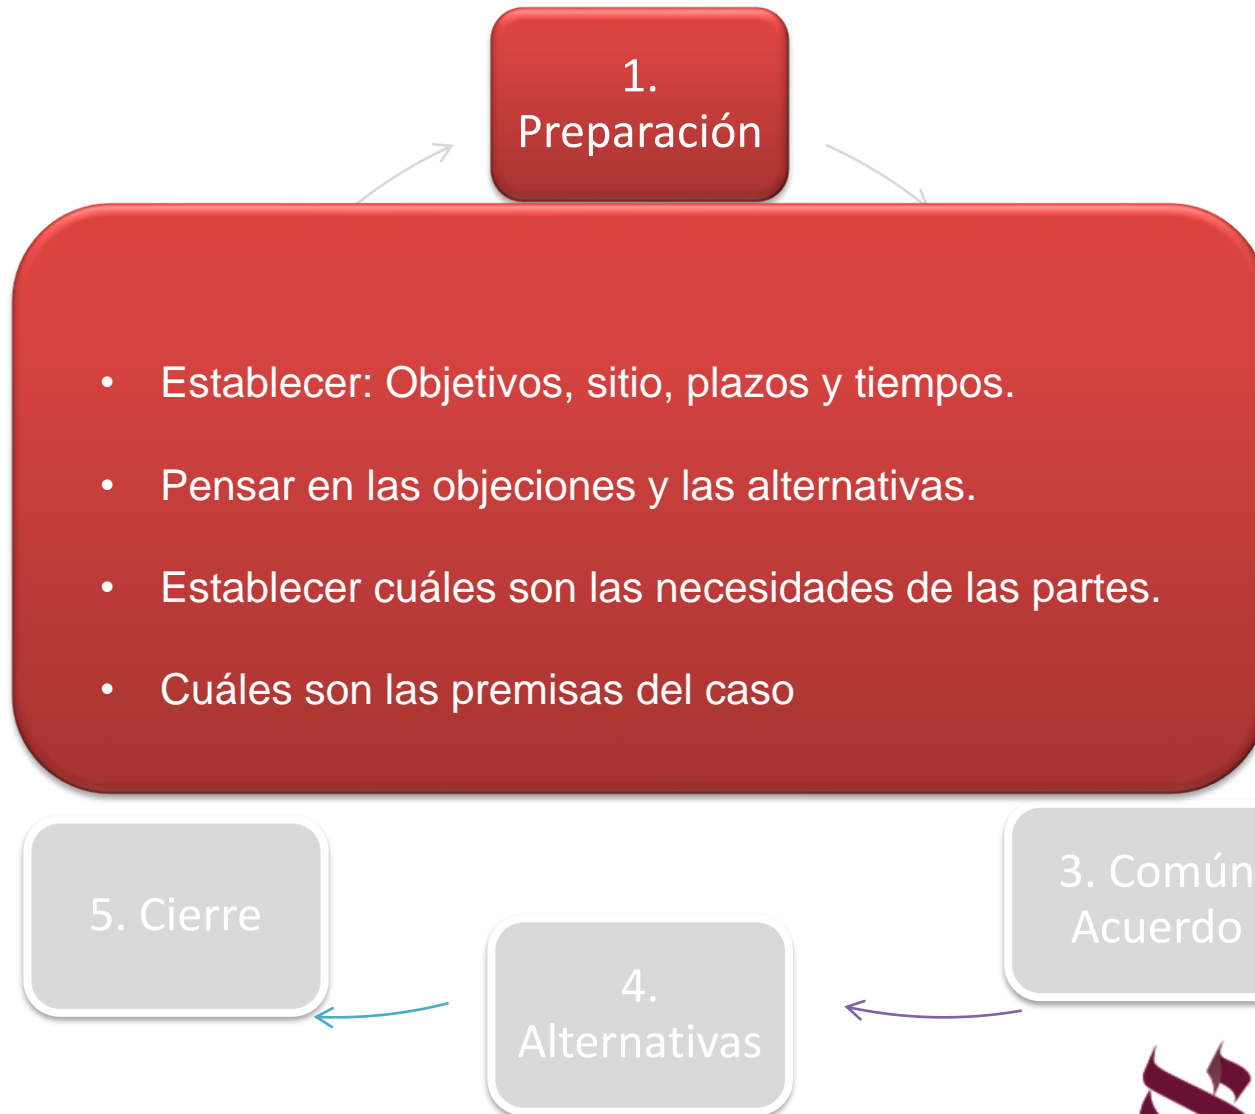 1.
Preparación
• Establecer: Objetivos, sitio, plazos y tiempos.
• Pensar en las objeciones y las alternativas.
• Establecer cuáles son las necesidades de las partes.
• Cuáles son las premisas del caso
3. Común
Acuerdo
4.
Alternativas
5. Cierre